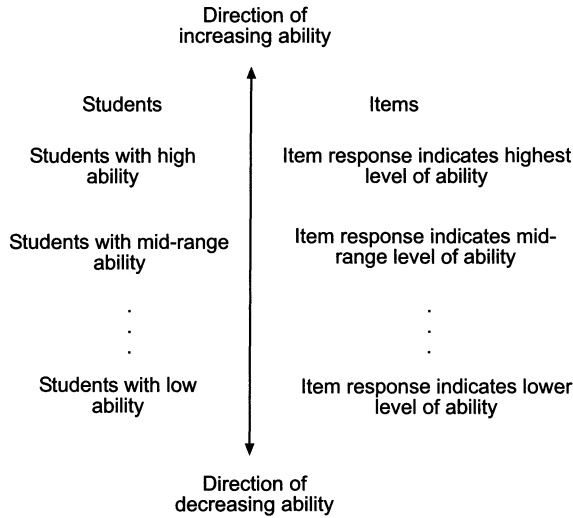 Direction of
increasing ability
Students
Items
Students with high
ability
Item response indicates highest
level of ability
Students with mid-range
ability
Item response indicates mid-
range level of ability
.
.
.
.
.
.
Students with low
ability
Item response indicates lower
level of ability
Direction of
decreasing ability